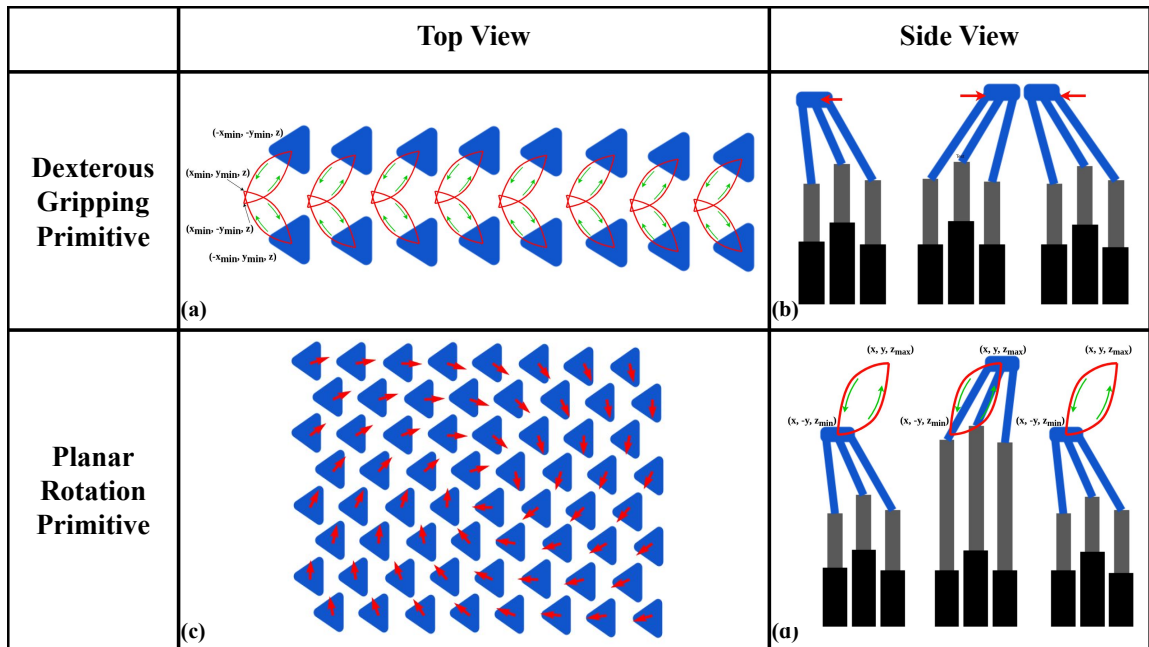 Top View
Side View
Dexterous
Gripping
Primitive
(-xmin, -ymin, z)
(xmin, ymin, z)
(xmin, -ymin, z)
(-xmin, ymin, z)
(a)
(b)
Planar
Rotation
Primitive
(c)
(x, y, zmax)
(x, y, zmax)
(x, y, zmax)
(x, -y, zmin)
(x, -y, zmin)
(x, -y, zmin)
(d)